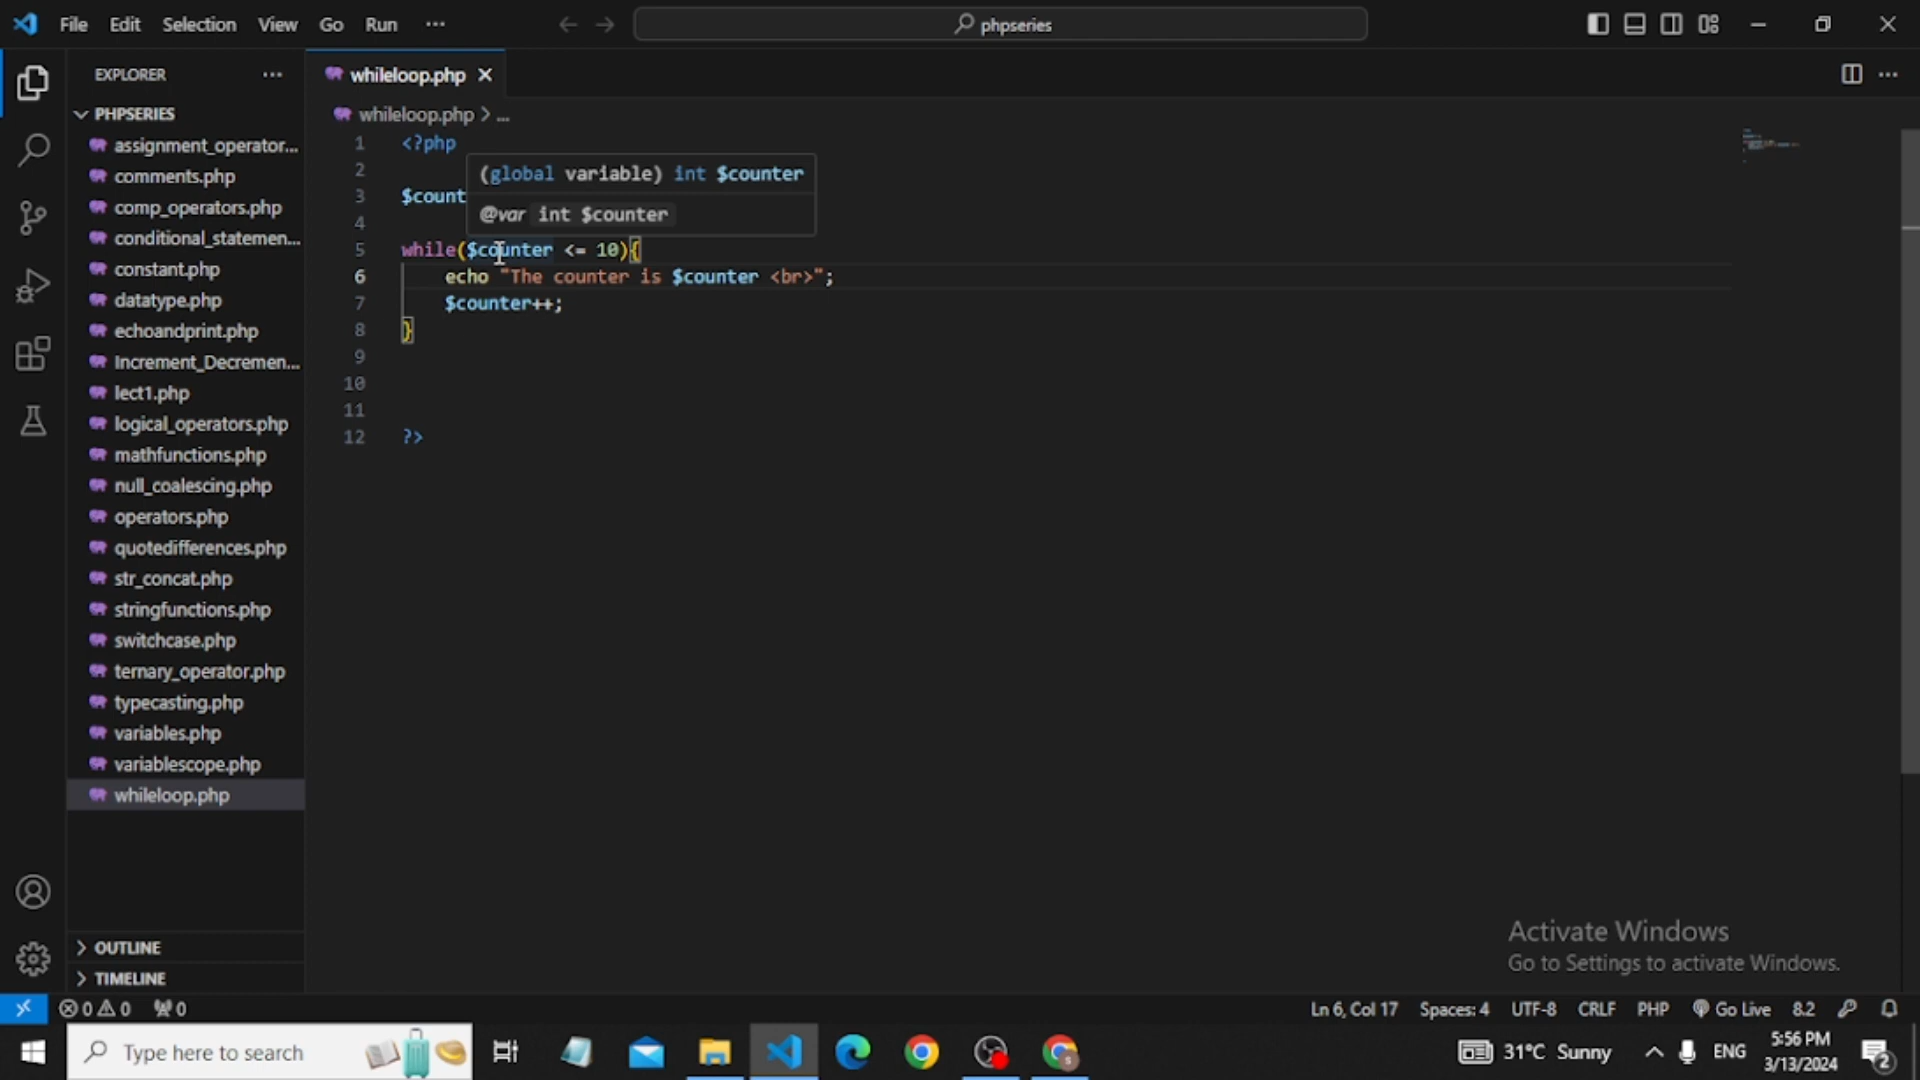 File Edit Selection View Go Run ...
phpseries
EXPLORER ...
PHPSERIES
assignment_operator...
comments.php
comp_operators.php
conditional_statemen...
constant.php
datatype.php
echoandprint.php
Increment_Decremen...
lect1.php
logical_operators.php
mathfunctions.php
null_coalescing.php
operators.php
quotedifferences.php
str_concat.php
stringfunctions.php
switchcase.php
ternary_operator.php
typecasting.php
variables.php
variablescope.php
whileloop.php
OUTLINE
TIMELINE
whileloop.php
whileloop.php > ...
1 <?php
2
(global variable) int $counter
3 $count
@var int $counter
4
5 while($counter <= 10){
6 echo "The counter is $counter <br>";
7 $counter++;
8 }
9
10
11
12 ?>
Activate Windows
Go to Settings to activate Windows.
0 0 0
Ln 6, Col 17 Spaces: 4 UTF-8 CRLF PHP Go Live 8.2
Type here to search
31°C Sunny
ENG
5:56 PM
3/13/2024
2